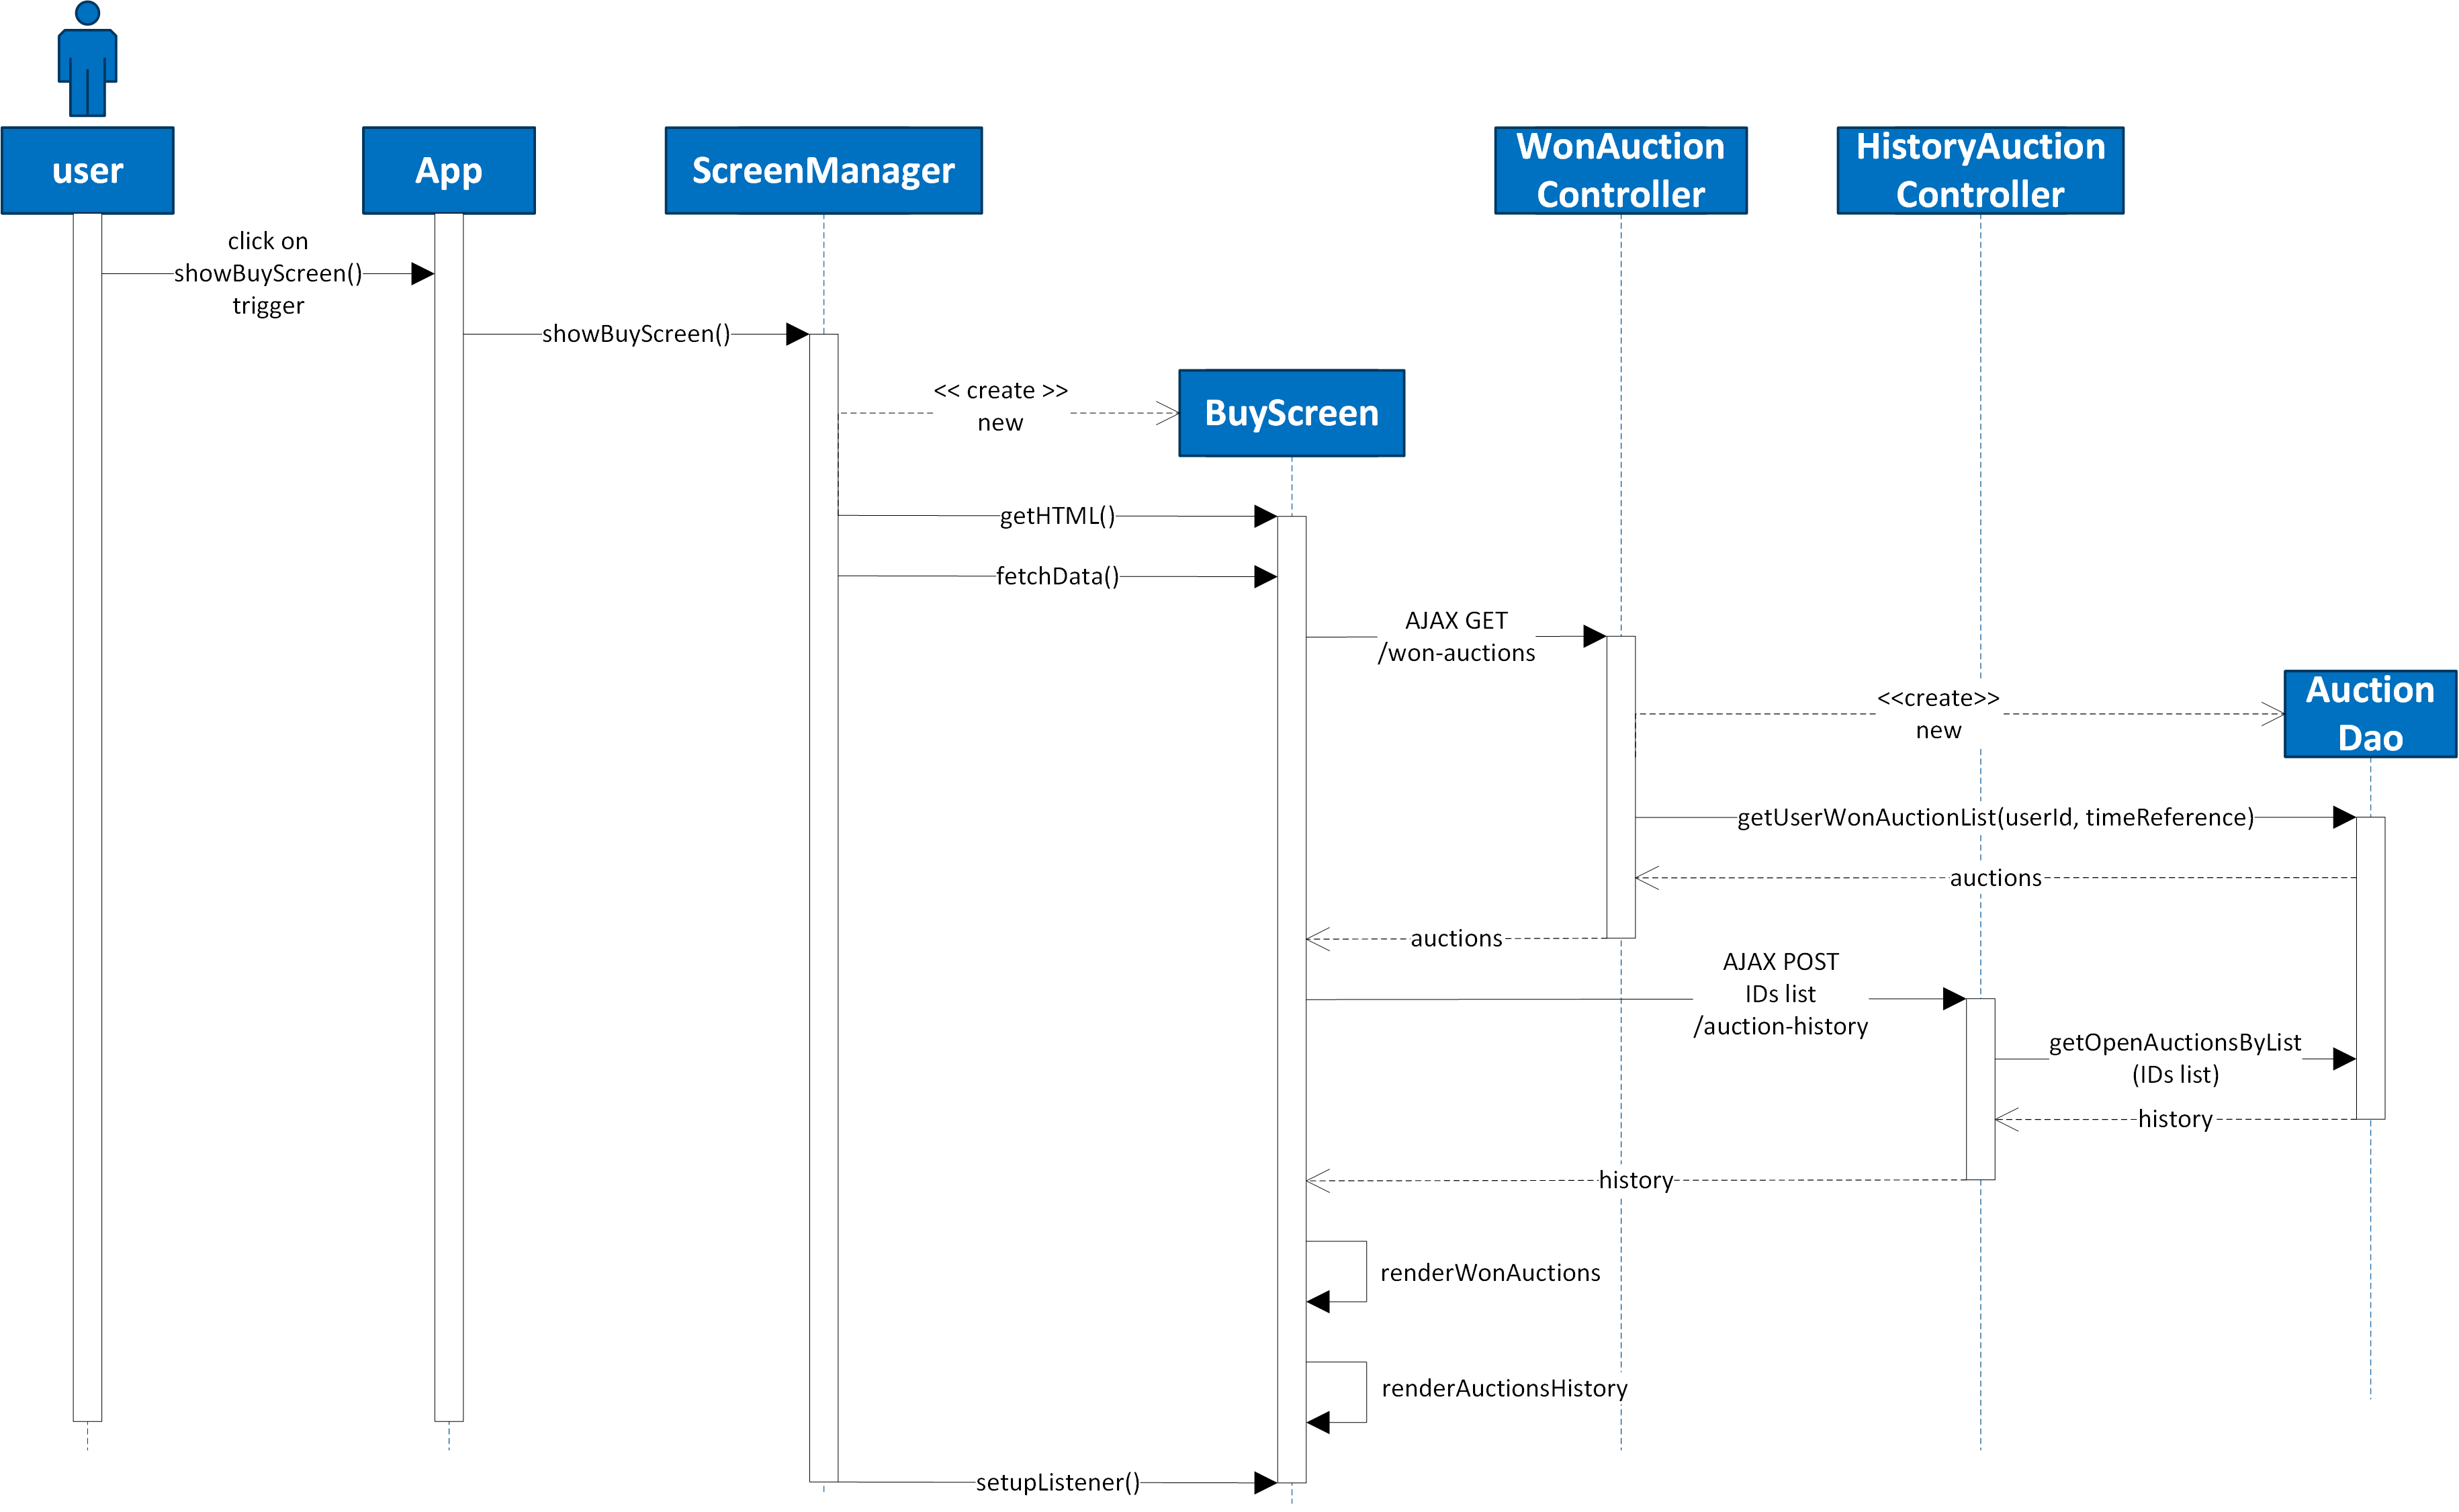 user
App
ScreenManager
WonAuction
Controller
HistoryAuction
Controller
click on
showBuyScreen()
trigger
showBuyScreen()
<< create >>
new
BuyScreen
getHTML()
fetchData()
AJAX GET
/won-auctions
<<create>>
new
Auction
Dao
getUserWonAuctionList(userId, timeReference)
auctions
auctions
AJAX POST
IDs list
/auction-history
getOpenAuctionsByList
(IDs list)
history
history
renderWonAuctions
renderAuctionsHistory
setupListener()